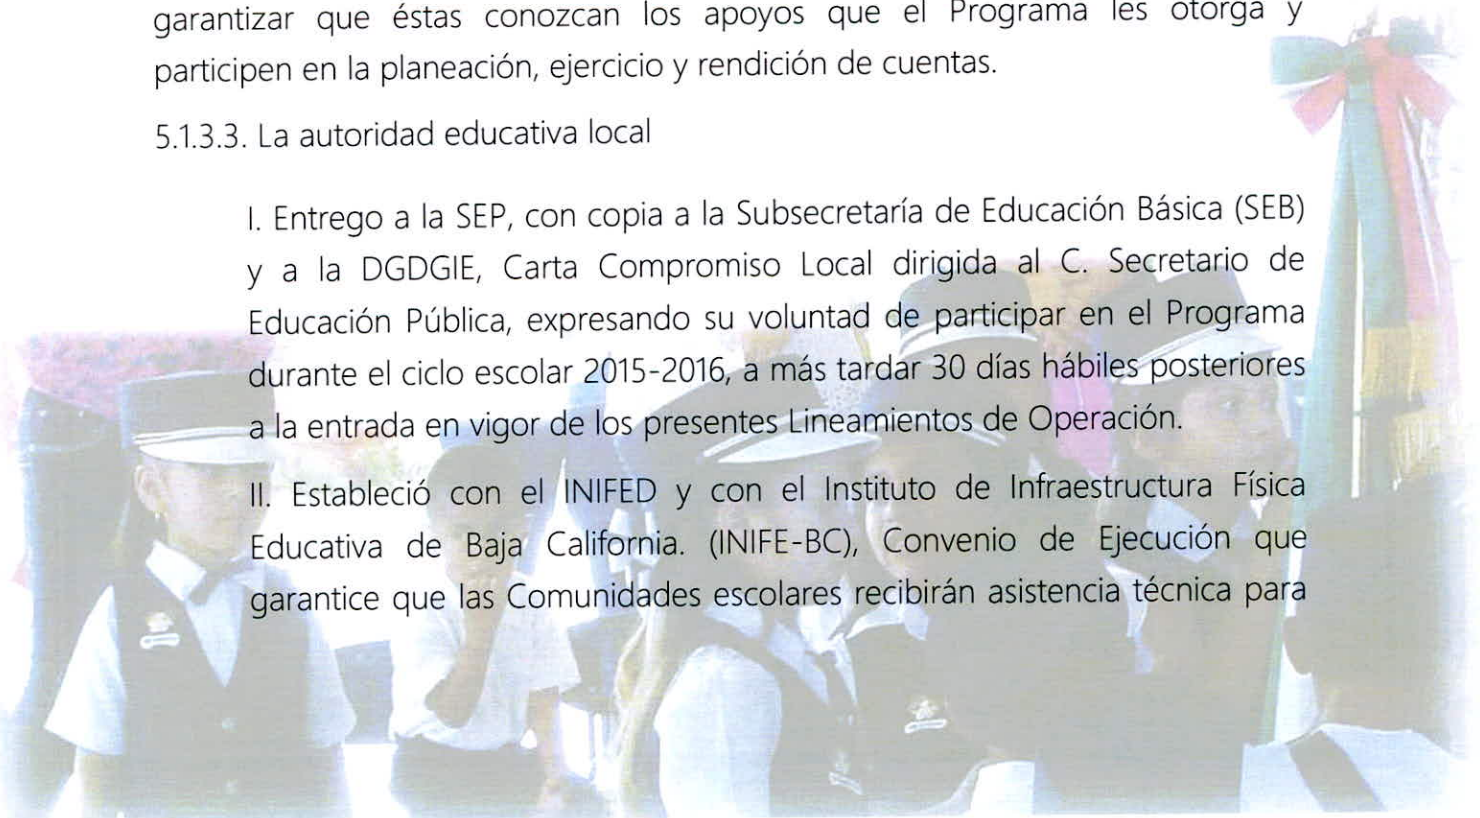 garantizar que éstas conozcan los apoyos que el Programa les otorga y
participen en la planeación, ejercicio y rendición de cuentas.
5.1.3.3. La autoridad educativa local
I. Entrego a la SEP, con copia a la Subsecretaría de Educación Básica (SEB)
y a la DGDGIE, Carta Compromiso Local dirigida al C. Secretario de
Educación Pública, expresando su voluntad de participar en el Programa
durante el ciclo escolar 2015-2016, a más tardar 30 días hábiles posteriores
a la entrada en vigor de los presentes Lineamientos de Operación.
II. Estableció con el INIFED y con el Instituto de Infraestructura Física
Educativa de Baja California. (INIFE-BC), Convenio de Ejecución que
garantice que las Comunidades escolares recibirán asistencia técnica para